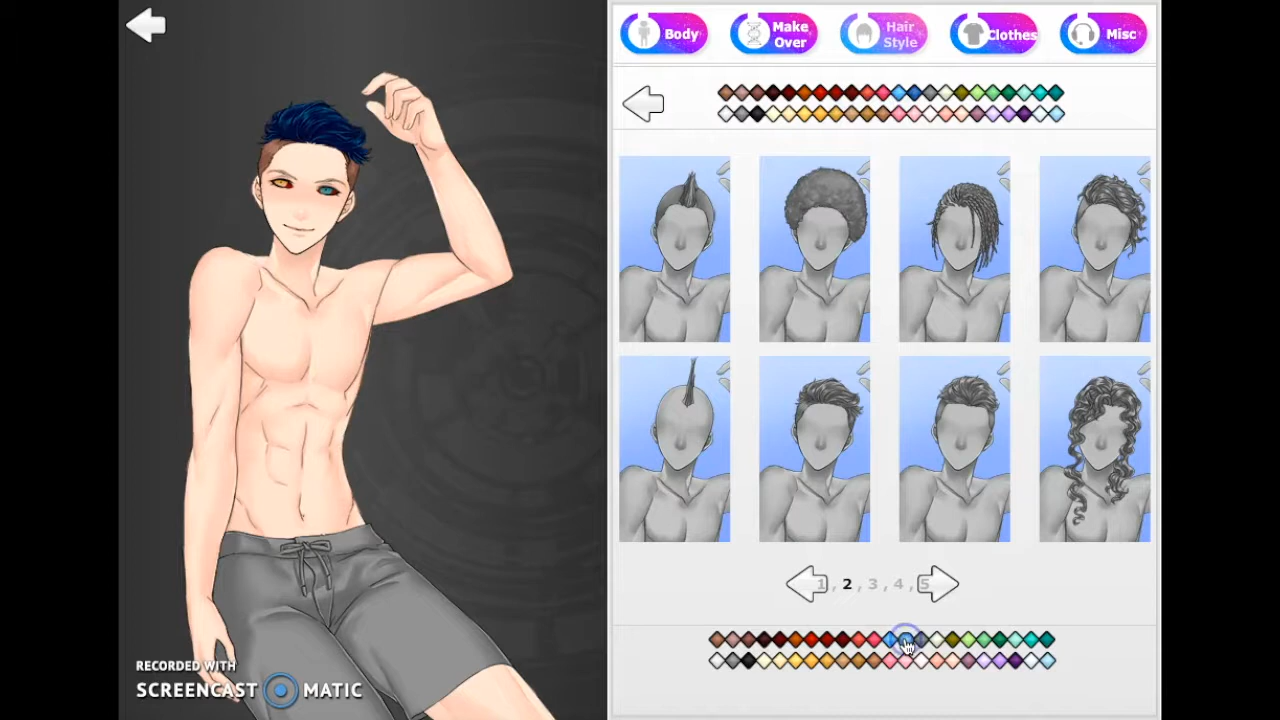 Body
Make
Over
Hair
Style
Clothes
Misc
1 , 2 , 3 , 4 , 5
RECORDED WITH
SCREENCAST MATIC